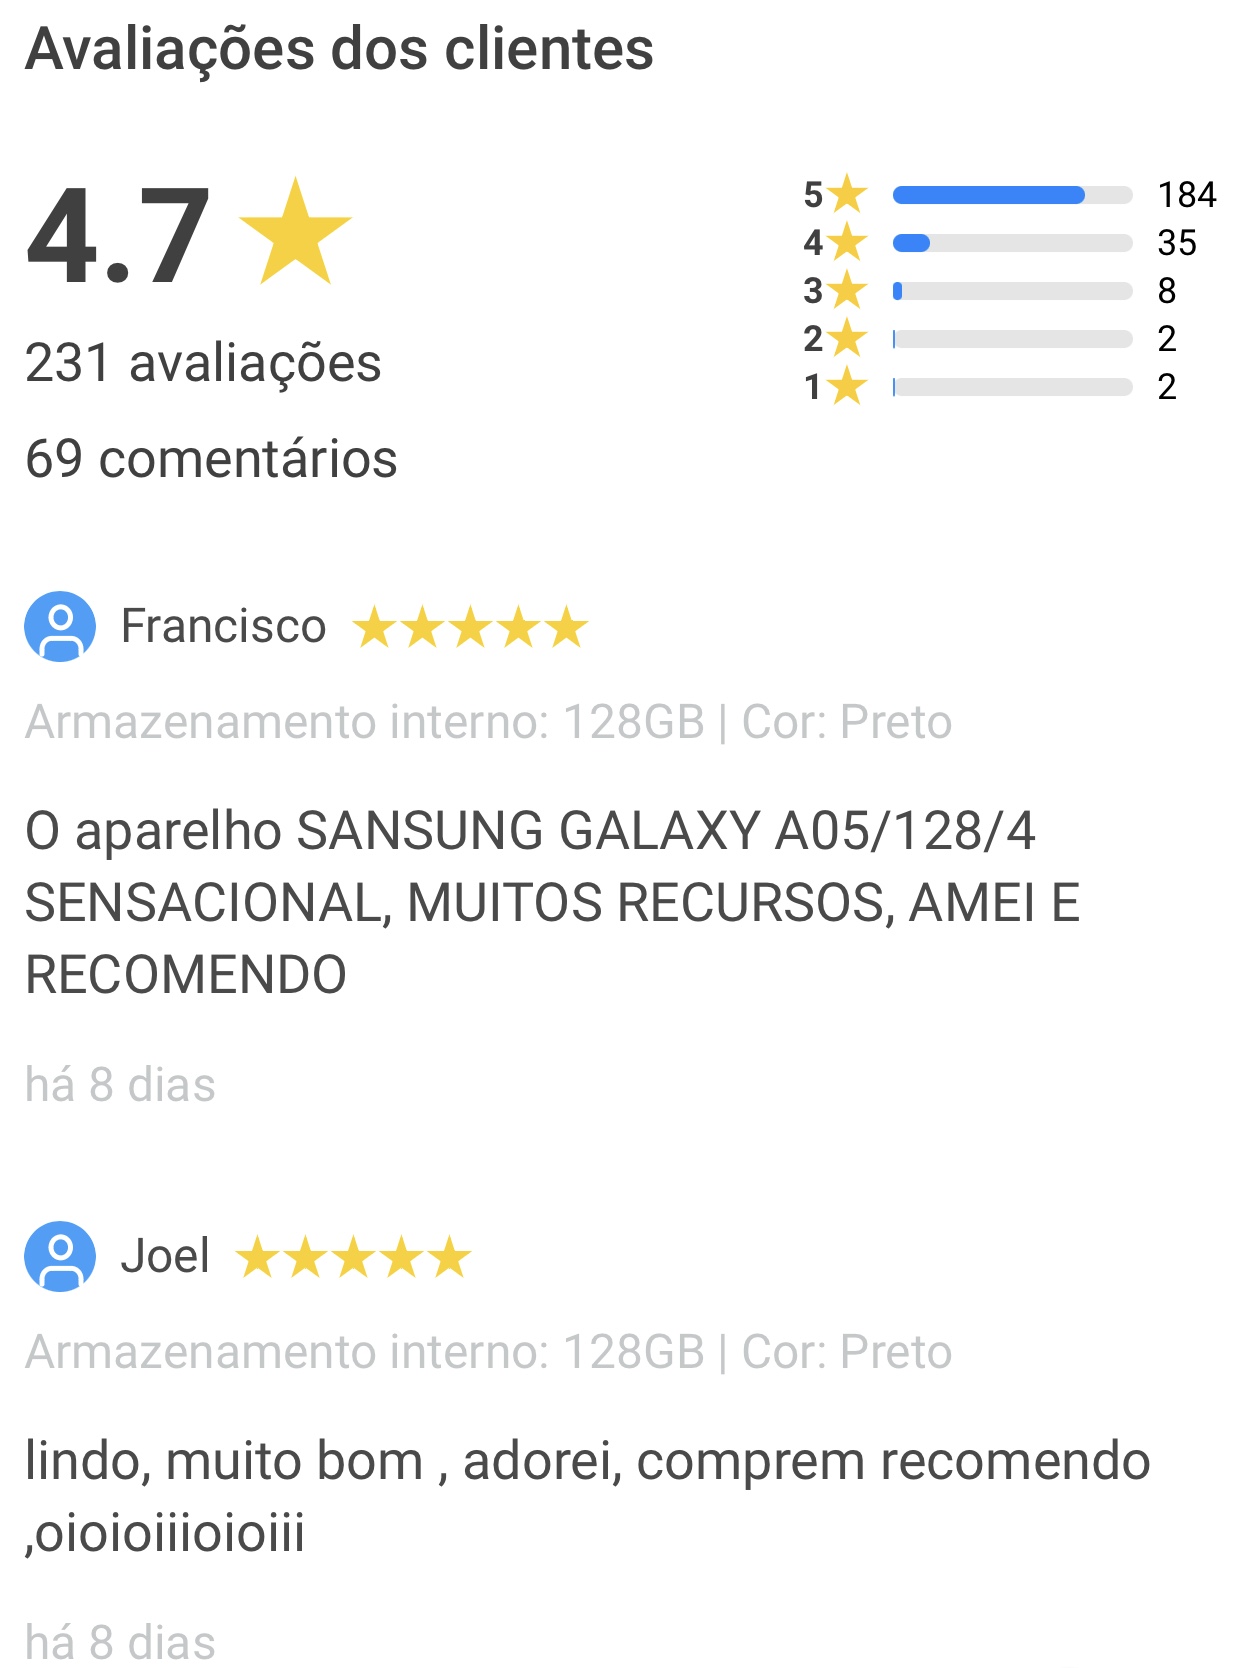 Avaliações dos clientes
4.7
231 avaliações
69 comentários
5 184
4 35
3 8
2 2
1 2
Francisco
Armazenamento interno: 128GB | Cor: Preto
O aparelho SANSUNG GALAXY A05/128/4
SENSACIONAL, MUITOS RECURSOS, AMEI E
RECOMENDO
há 8 dias
Joel
Armazenamento interno: 128GB | Cor: Preto
lindo, muito bom , adorei, comprem recomendo
,oioioiiioioiii
há 8 dias